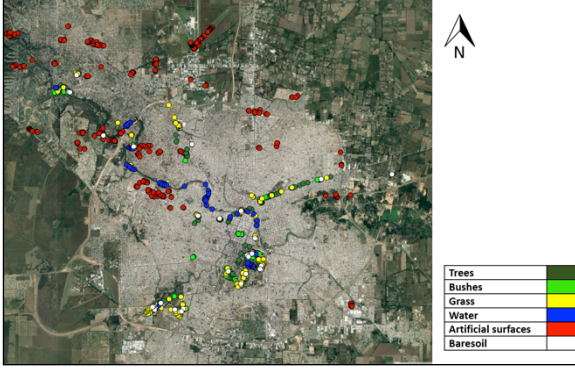 N
Trees
Bushes
Grass
Water
Artificial surfaces
Baresoil